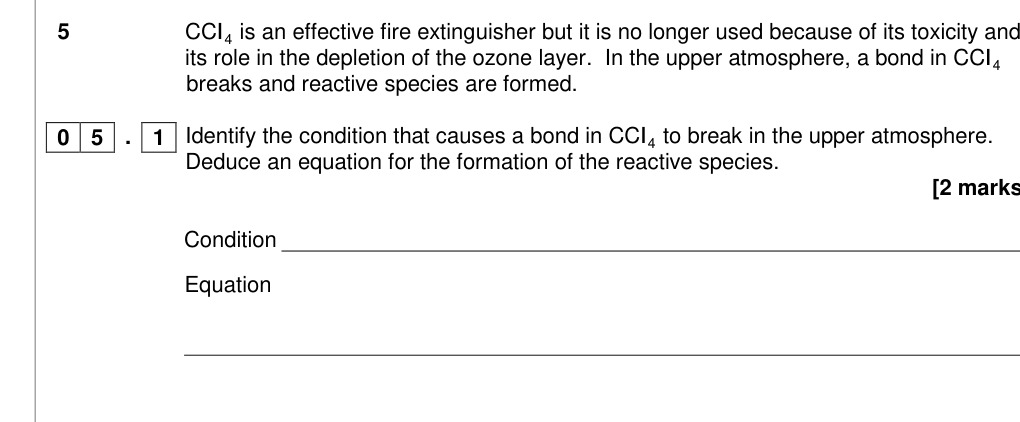 5 CCl₄ is an effective fire extinguisher but it is no longer used because of its toxicity and
its role in the depletion of the ozone layer.  In the upper atmosphere, a bond in CCl₄
breaks and reactive species are formed.
0 5 . 1 Identify the condition that causes a bond in CCl₄ to break in the upper atmosphere.
Deduce an equation for the formation of the reactive species.
[2 marks
Condition
Equation